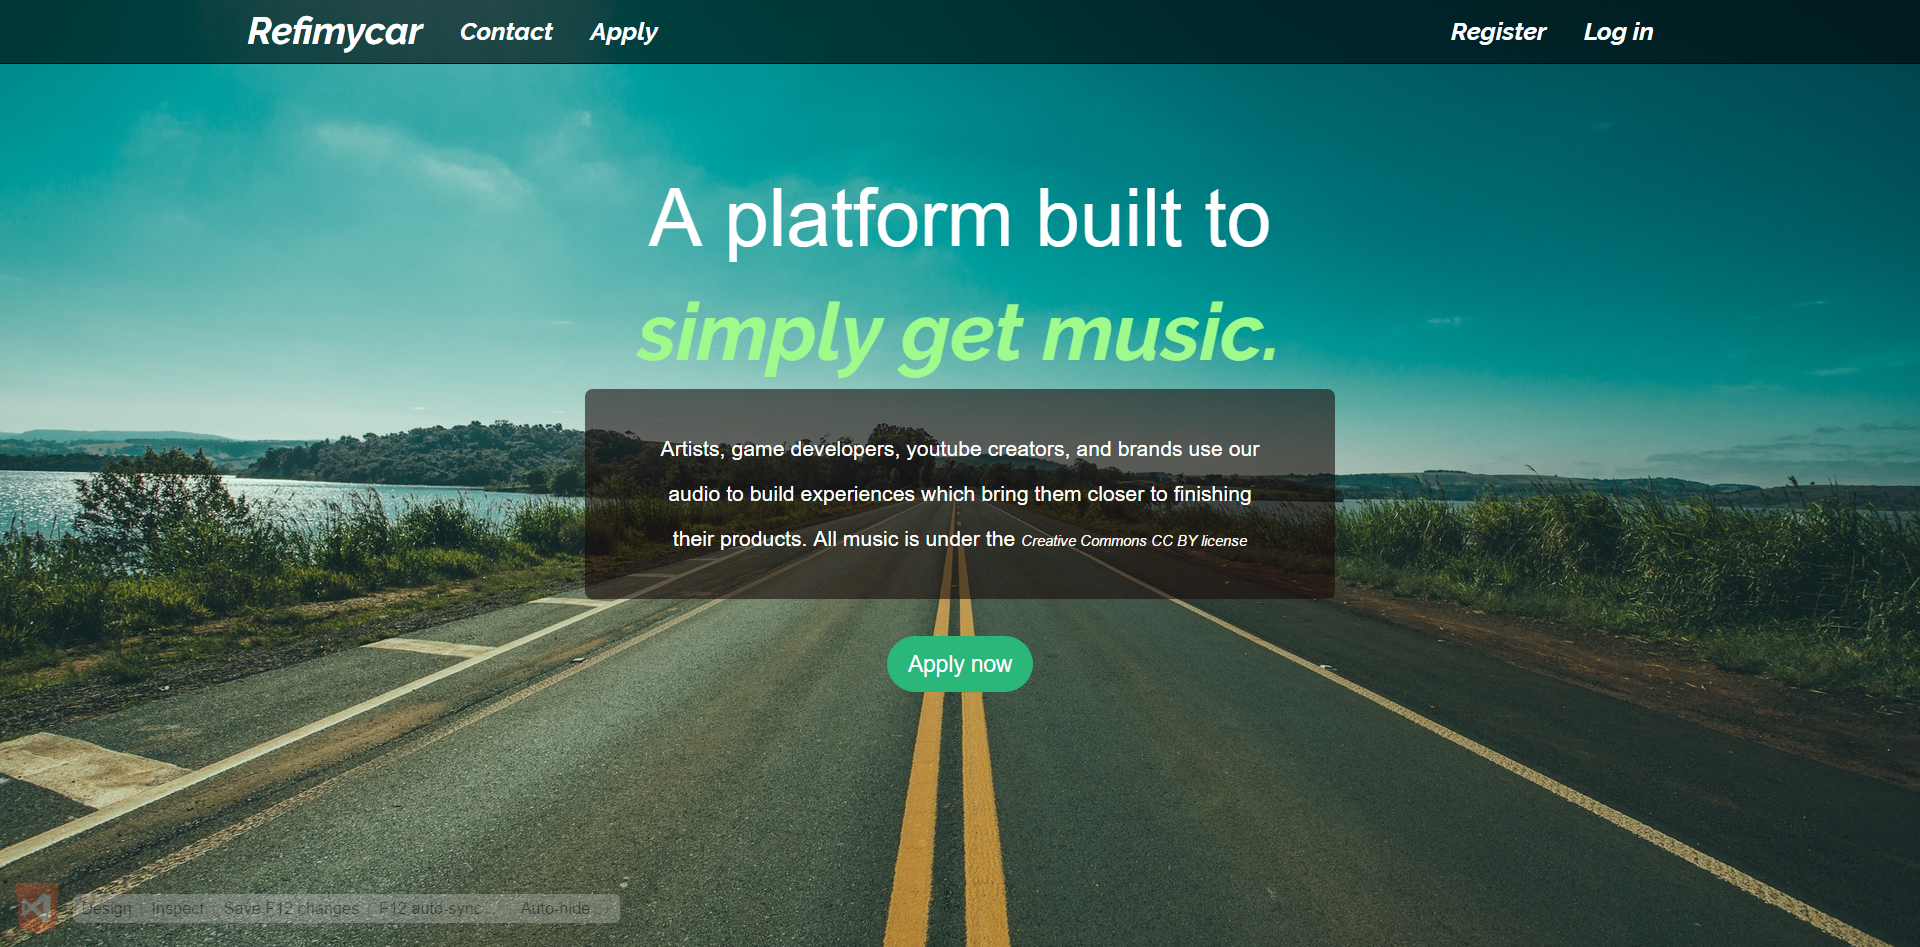 Refimycar Contact Apply Register Log in
A platform built to
simply get music.
Artists, game developers, youtube creators, and brands use our
audio to build experiences which bring them closer to finishing
their products. All music is under the Creative Commons CC BY license
Apply now
Design Inspect Save F12 changes F12 auto-sync Auto-hide